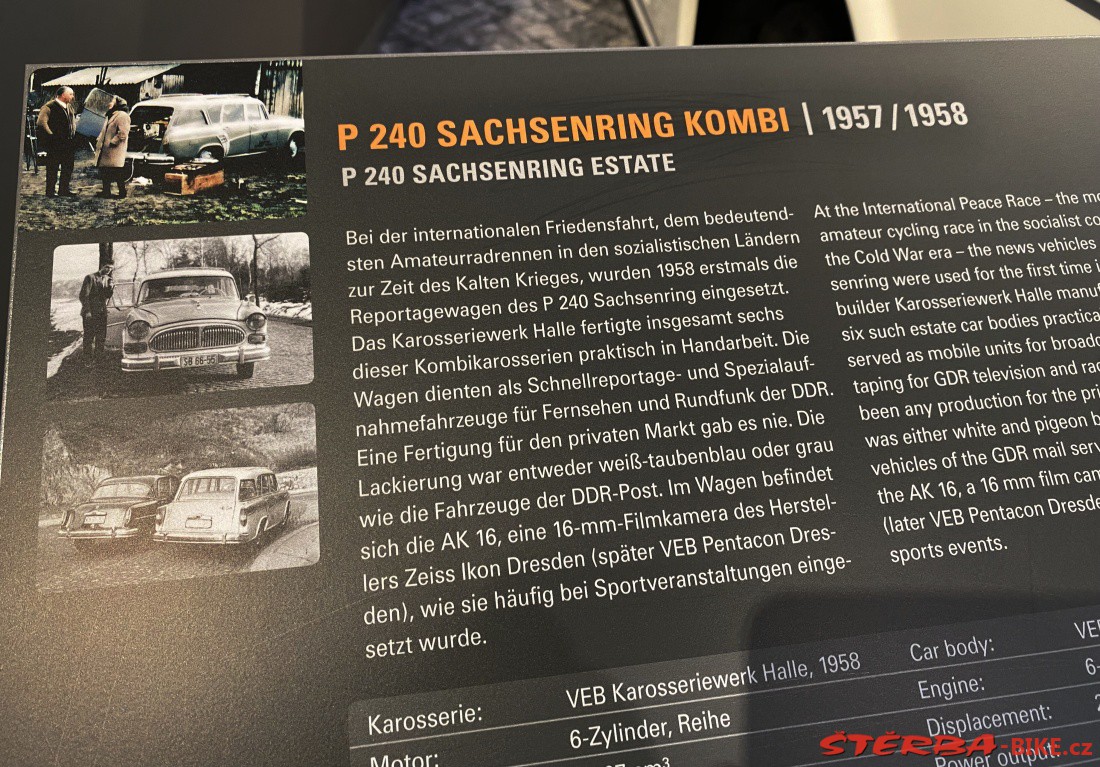 P 240 SACHSENRING KOMBI | 1957 / 1958
P 240 SACHSENRING ESTATE
Bei der internationalen Friedensfahrt, dem bedeutend-
sten Amateurradrennen in den sozialistischen Ländern
zur Zeit des Kalten Krieges, wurden 1958 erstmals die
Reportagewagen des P 240 Sachsenring eingesetzt.
Das Karosseriewerk Halle fertigte insgesamt sechs
dieser Kombikarosserien praktisch in Handarbeit. Die
Wagen dienten als Schnellreportage- und Spezialauf-
nahmefahrzeuge für Fernsehen und Rundfunk der DDR.
Eine Fertigung für den privaten Markt gab es nie. Die
Lackierung war entweder weiß-taubenblau oder grau
wie die Fahrzeuge der DDR-Post. Im Wagen befindet
sich die AK 16, eine 16-mm-Filmkamera des Herstel-
lers Zeiss Ikon Dresden (später VEB Pentacon Dres-
den), wie sie häufig bei Sportveranstaltungen einge-
setzt wurde.
At the International Peace Race – the
amateur cycling race in the socialist
the Cold War era – the news vehicles
senring were used for the first time
builder Karosseriewerk Halle
six such estate car bodies
served as mobile units for
taping for GDR television and
been any production for the
was either white and pigeon
vehicles of the GDR mail
the AK 16, a 16 mm film
(later VEB Pentacon
sports events.
Karosserie: VEB Karosseriewerk Halle, 1958
Motor: 6-Zylinder, Reihe
cm³
Car body: VE
Engine: 6-
Displacement:
Power output:
SB 66-55
ŠTĚRBA-BIKE.cz